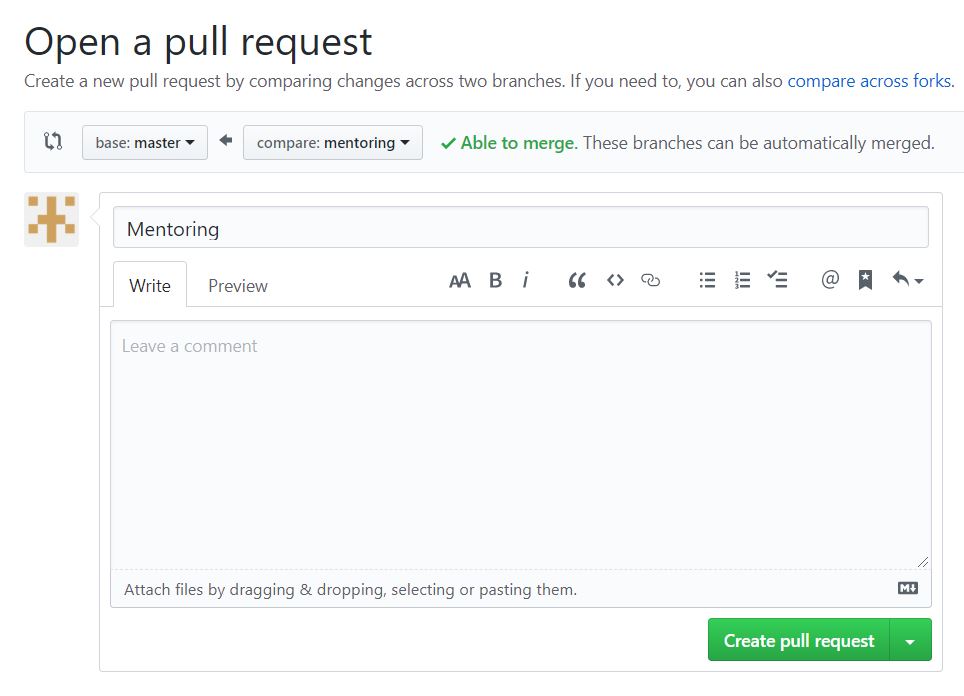 Open a pull request
Create a new pull request by comparing changes across two branches. If you need to, you can also compare across forks.
base: master compare: mentoring Able to merge. These branches can be automatically merged.
Mentoring
Write Preview AA B i @
Leave a comment
Attach files by dragging & dropping, selecting or pasting them.
Create pull request